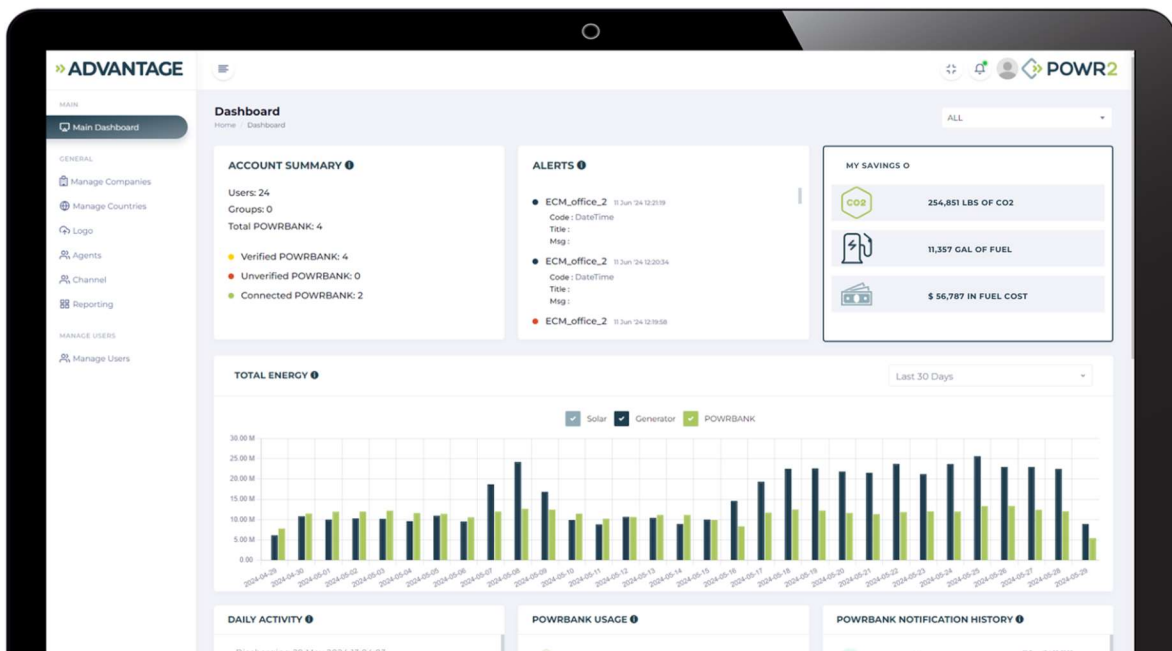 » ADVANTAGE
POWR2
MAIN
Main Dashboard
GENERAL
Manage Companies
Manage Countries
Logo
Agents
Channel
Reporting
MANAGE USERS
Manage Users
Dashboard
Home / Dashboard
ALL
ACCOUNT SUMMARY
Users: 24
Groups: 0
Total POWRBANK: 4
Verified POWRBANK: 4
Unverified POWRBANK: 0
Connected POWRBANK: 2
ALERTS
ECM_office_2 11 Jun '24 12:21:19
Code : DateTime
Title :
Msg :
ECM_office_2 11 Jun '24 12:20:34
Code : DateTime
Title :
Msg :
ECM_office_2 11 Jun '24 12:19:58
MY SAVINGS O
CO2
254,851 LBS OF CO2
11,357 GAL OF FUEL
$ 56,787 IN FUEL COST
TOTAL ENERGY
Last 30 Days
Solar Generator POWRBANK
30.00 M
25.00 M
20.00 M
15.00 M
10.00 M
5.00 M
0.00
2024-04-29
2024-04-30
2024-05-01
2024-05-02
2024-05-03
2024-05-04
2024-05-05
2024-05-06
2024-05-07
2024-05-08
2024-05-09
2024-05-10
2024-05-11
2024-05-12
2024-05-13
2024-05-14
2024-05-15
2024-05-16
2024-05-17
2024-05-18
2024-05-19
2024-05-20
2024-05-21
2024-05-22
2024-05-23
2024-05-24
2024-05-25
2024-05-26
2024-05-27
2024-05-28
2024-05-29
DAILY ACTIVITY
POWRBANK USAGE
POWRBANK NOTIFICATION HISTORY